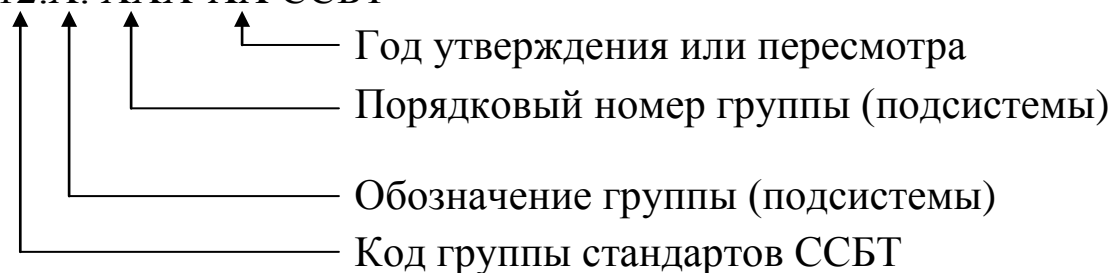 Год утверждения или пересмотра
Порядковый номер группы (подсистемы)
Обозначение группы (подсистемы)
Код группы стандартов ССБТ